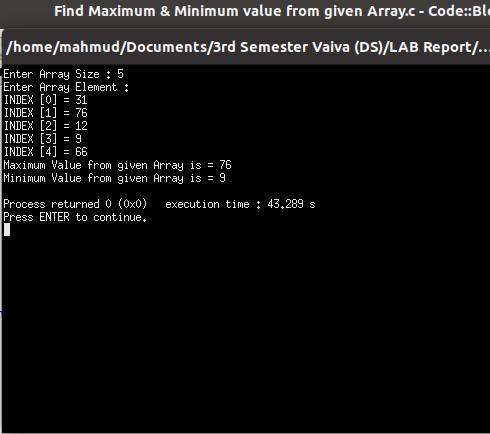 Find Maximum & Minimum value from given Array.c - Code::Blo
/home/mahmud/Documents/3rd Semester Vaiva (DS)/LAB Report/...
Enter Array Size : 5
Enter Array Element :
INDEX [0] = 31
INDEX [1] = 76
INDEX [2] = 12
INDEX [3] = 9
INDEX [4] = 66
Maximum Value from given Array is = 76
Minimum Value from given Array is = 9
Process returned 0 (0x0)   execution time : 43.289 s
Press ENTER to continue.